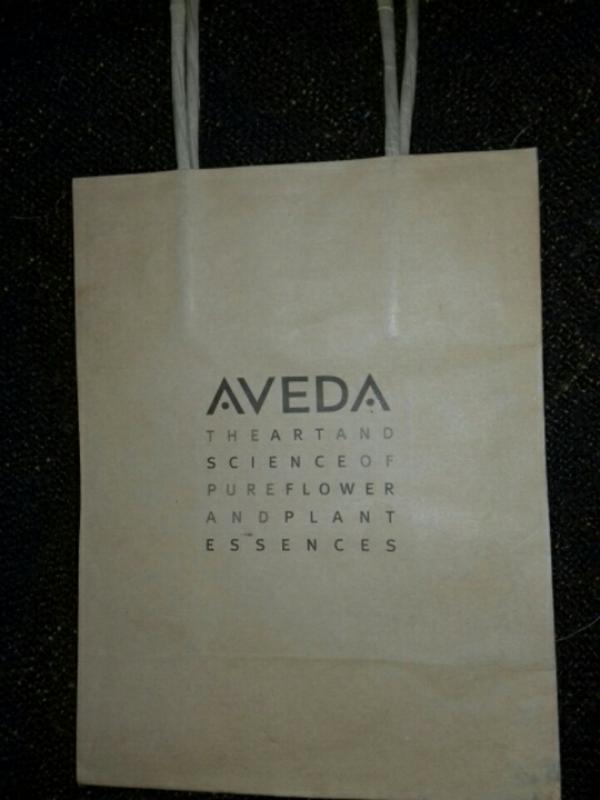 AVEDA
THEARTAND
SCIENCEOF
PUREFLOWER
ANDPLANT
ESSENCES